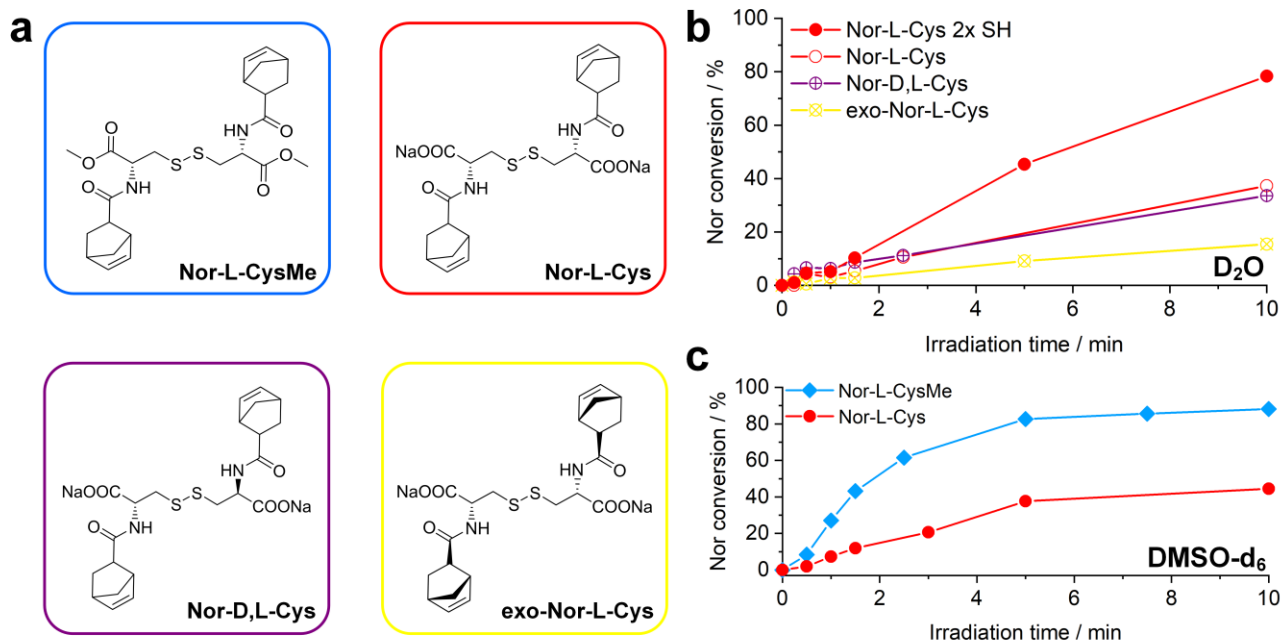 a
O
O
HN
O
S
S
O
O
NH
O
Nor-L-CysMe
O
HN
NaOOC
S
S
COONa
NH
O
Nor-L-Cys
O
HN
NaOOC
S
S
COONa
NH
O
Nor-D,L-Cys
O
HN
NaOOC
S
S
COONa
NH
O
exo-Nor-L-Cys
b
Nor-L-Cys 2x SH
Nor-L-Cys
Nor-D,L-Cys
exo-Nor-L-Cys
Nor conversion / %
100
80
60
40
20
0
D2O
0 2 4 6 8 10
Irradiation time / min
c
Nor-L-CysMe
Nor-L-Cys
Nor conversion / %
100
80
60
40
20
0
DMSO-d6
0 2 4 6 8 10
Irradiation time / min